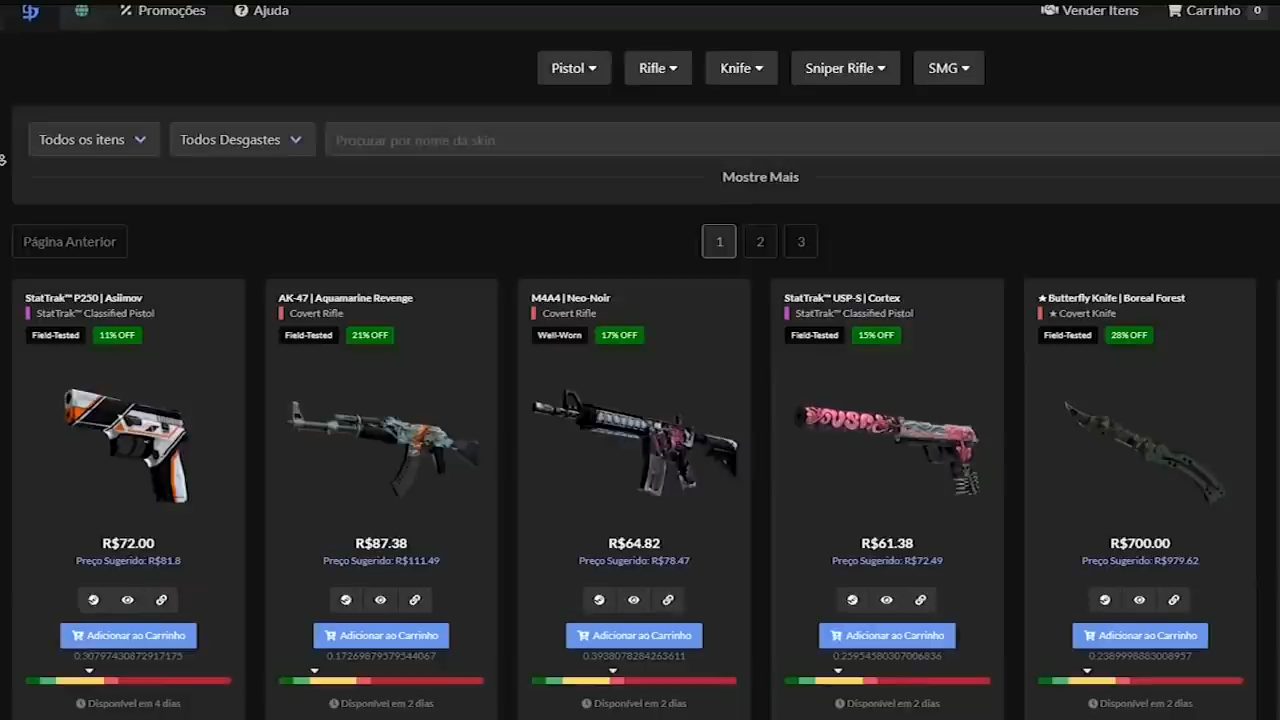 Promoções Ajuda Vender Itens Carrinho 0
Pistol Rifle Knife Sniper Rifle SMG
Todos os itens Todos Desgastes Procurar por nome da skin
Mostre Mais
Página Anterior 1 2 3
StatTrak™ P250 | Asiimov
StatTrak™ Classified Pistol
Field-Tested 11% OFF
R$72.00
Preço Sugerido: R$81.8
Adicionar ao Carrinho
0.30797430872917175
Disponível em 4 dias
AK-47 | Aquamarine Revenge
Covert Rifle
Field-Tested 21% OFF
R$87.38
Preço Sugerido: R$111.49
Adicionar ao Carrinho
0.17269879579544067
Disponível em 2 dias
M4A4 | Neo-Noir
Covert Rifle
Well-Worn 17% OFF
R$64.82
Preço Sugerido: R$78.47
Adicionar ao Carrinho
0.3938078284263611
Disponível em 2 dias
StatTrak™ USP-S | Cortex
StatTrak™ Classified Pistol
Field-Tested 15% OFF
R$61.38
Preço Sugerido: R$72.49
Adicionar ao Carrinho
0.25954580307006836
Disponível em 2 dias
★ Butterfly Knife | Boreal Forest
★ Covert Knife
Field-Tested 28% OFF
R$700.00
Preço Sugerido: R$979.62
Adicionar ao Carrinho
0.2389998883008957
Disponível em 2 dias